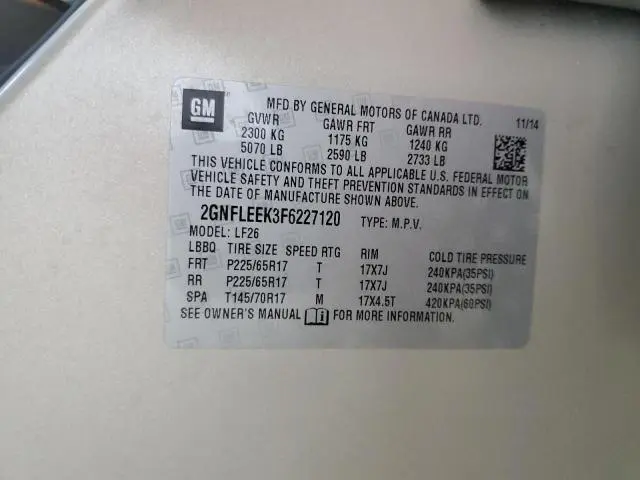 GM
MFD BY GENERAL MOTORS OF CANADA LTD.
11/14
GVWR GAWR FRT GAWR RR
2300 KG 1175 KG 1240 KG
5070 LB 2590 LB 2733 LB
THIS VEHICLE CONFORMS TO ALL APPLICABLE U.S. FEDERAL MOTOR
VEHICLE SAFETY AND THEFT PREVENTION STANDARDS IN EFFECT ON
THE DATE OF MANUFACTURE SHOWN ABOVE.
2GNFLEEK3F6227120 TYPE: M.P.V.
MODEL: LF26
LBBQ TIRE SIZE SPEED RTG RIM COLD TIRE PRESSURE
FRT P225/65R17 T 17X7J 240KPA(35PSI)
RR P225/65R17 T 17X7J 240KPA(35PSI)
SPA T145/70R17 M 17X4.5T 420KPA(60PSI)
SEE OWNER'S MANUAL i FOR MORE INFORMATION.